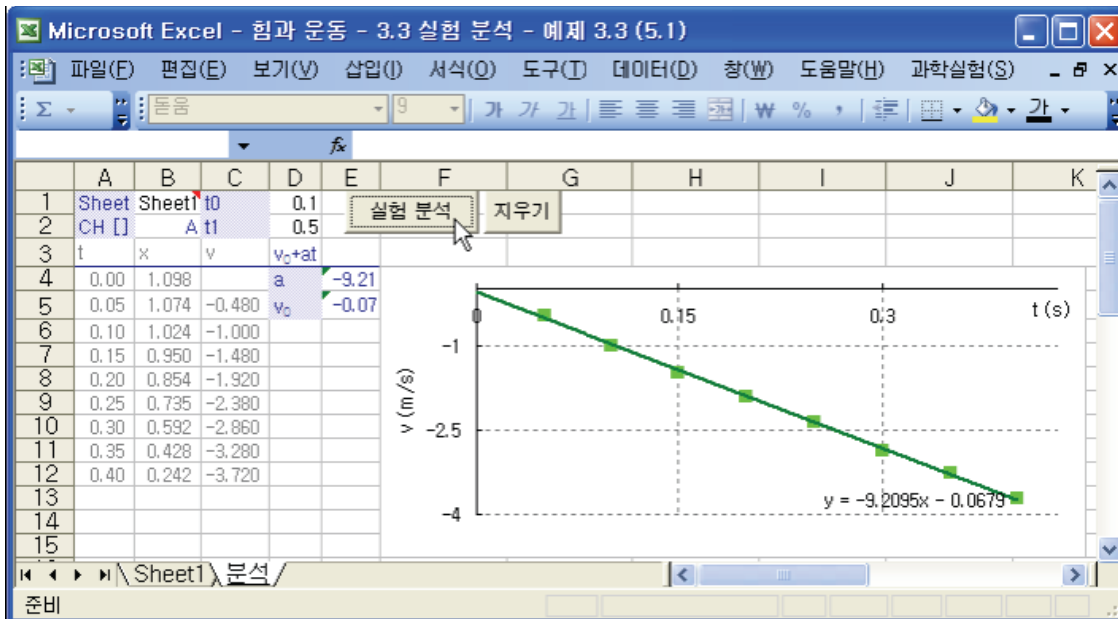 Microsoft Excel - 힘과 운동 - 3.3 실험 분석 - 예제 3.3 (5.1)
파일(F) 편집(E) 보기(V) 삽입(I) 서식(O) 도구(T) 데이터(D) 창(W) 도움말(H) 과학실험(S)
Σ 돋움 9 가 가 가 ₩ % , 가
fx
A B C D E F G H I J K
1 Sheet Sheet1 t0 0.1 실험 분석 지우기
2 CH [] A t1 0.5
3 t x v v₀+at
4 0.00 1.098 a -9.21
5 0.05 1.074 -0.480 v₀ -0.07
6 0.10 1.024 -1.000
7 0.15 0.950 -1.480
8 0.20 0.854 -1.920
9 0.25 0.735 -2.380
10 0.30 0.592 -2.860
11 0.35 0.428 -3.280
12 0.40 0.242 -3.720
13
14
15
0 0.15 0.3 t (s)
-1
v (m/s)
-2.5
y = -9.2095x - 0.0679
-4
Sheet1 분석
준비